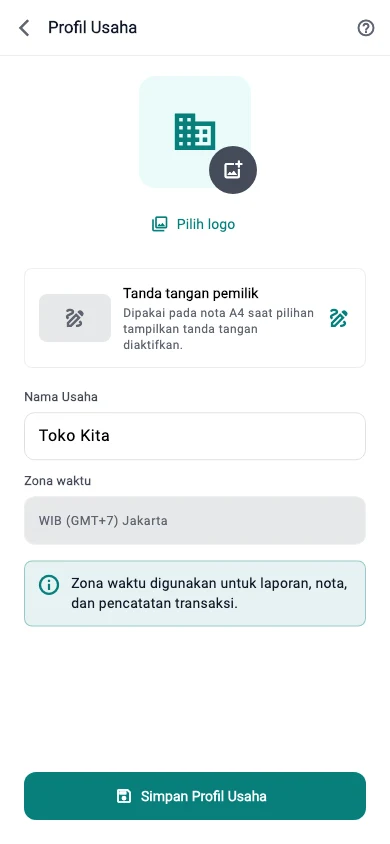 Profil Usaha
Pilih logo
Tanda tangan pemilik
Dipakai pada nota A4 saat pilihan
tampilkan tanda tangan
diaktifkan.
Nama Usaha
Toko Kita
Zona waktu
WIB (GMT+7) Jakarta
Zona waktu digunakan untuk laporan, nota,
dan pencatatan transaksi.
Simpan Profil Usaha